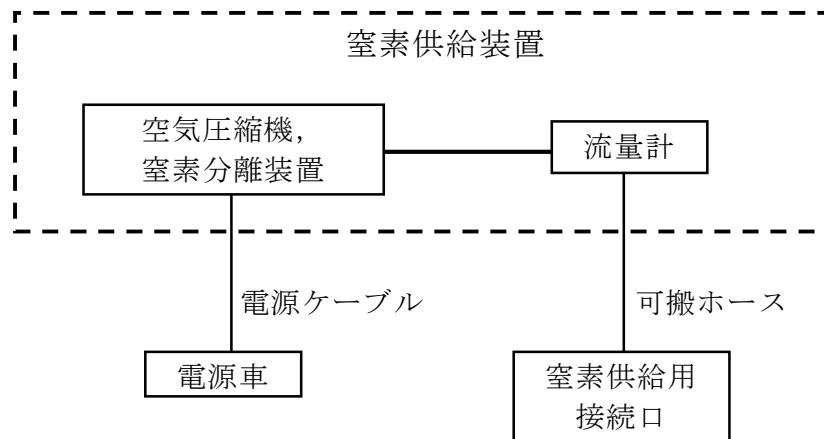 窒素供給装置
空気圧縮機,
窒素分離装置
流量計
電源ケーブル
可搬ホース
電源車
窒素供給用
接続口